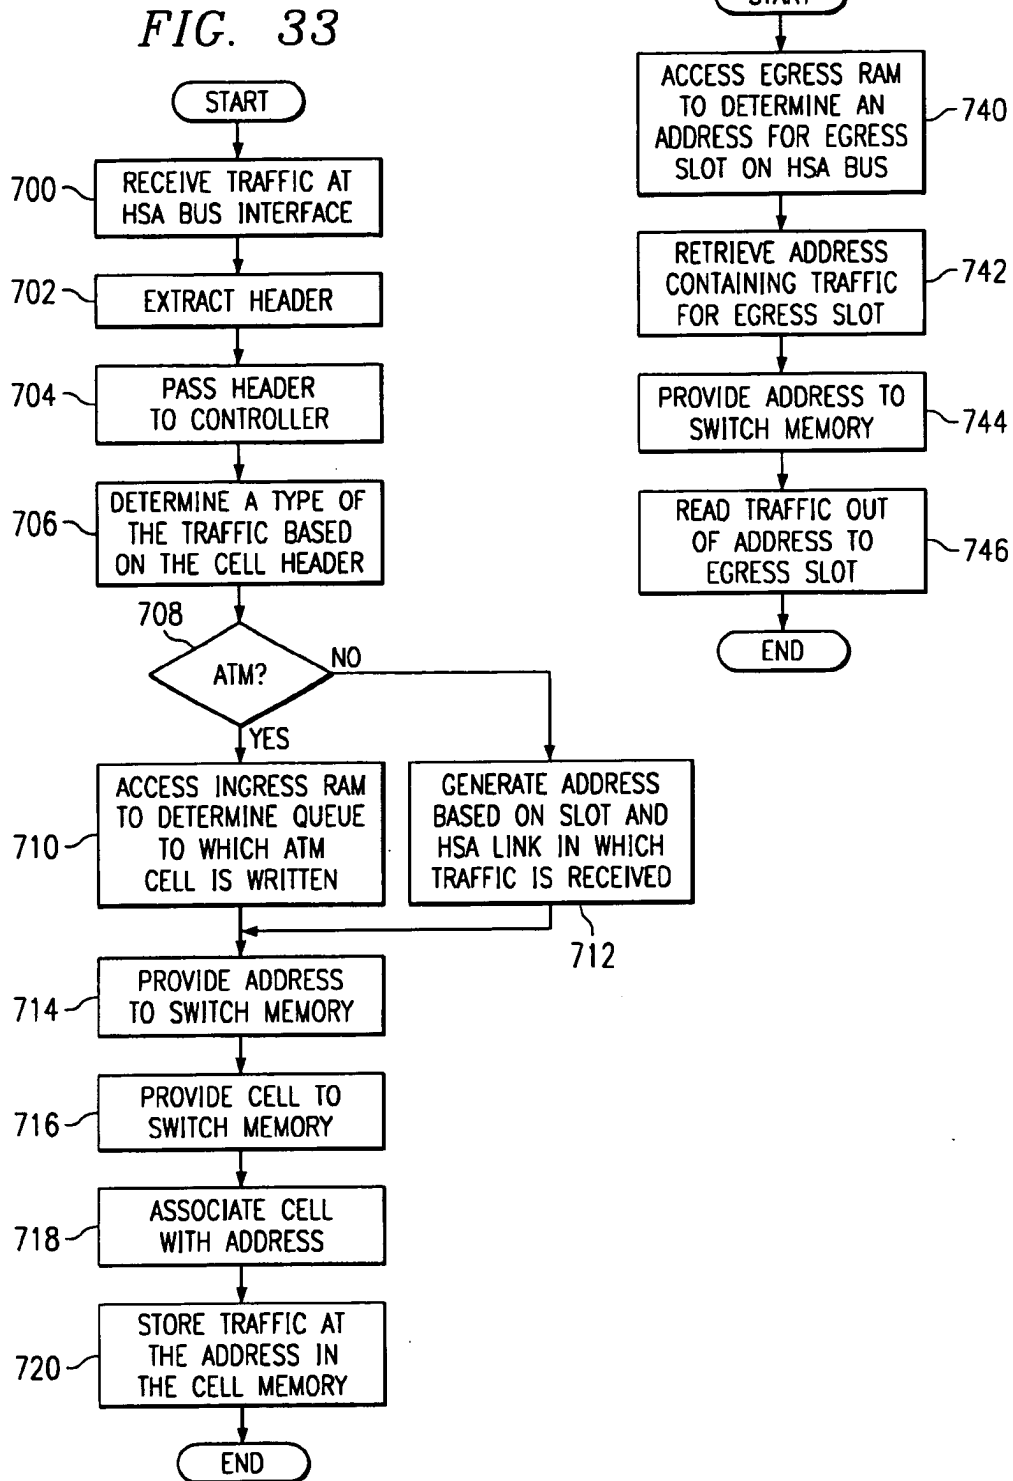 FIG. 33
START
700
RECEIVE TRAFFIC AT
HSA BUS INTERFACE
702
EXTRACT HEADER
704
PASS HEADER
TO CONTROLLER
706
DETERMINE A TYPE OF
THE TRAFFIC BASED
ON THE CELL HEADER
708
ATM?
NO
YES
710
ACCESS INGRESS RAM
TO DETERMINE QUEUE
TO WHICH ATM
CELL IS WRITTEN
GENERATE ADDRESS
BASED ON SLOT AND
HSA LINK IN WHICH
TRAFFIC IS RECEIVED
712
714
PROVIDE ADDRESS
TO SWITCH MEMORY
716
PROVIDE CELL TO
SWITCH MEMORY
718
ASSOCIATE CELL
WITH ADDRESS
720
STORE TRAFFIC AT
THE ADDRESS IN
THE CELL MEMORY
END
START
ACCESS EGRESS RAM
TO DETERMINE AN
ADDRESS FOR EGRESS
SLOT ON HSA BUS
740
RETRIEVE ADDRESS
CONTAINING TRAFFIC
FOR EGRESS SLOT
742
PROVIDE ADDRESS TO
SWITCH MEMORY
744
READ TRAFFIC OUT
OF ADDRESS TO
EGRESS SLOT
746
END